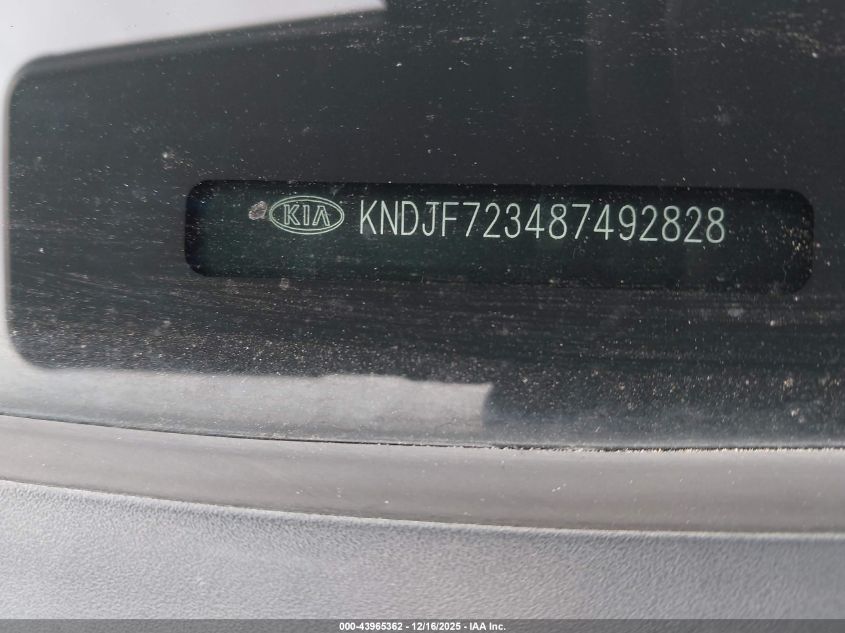 KIA KNDJF723487492828
000-43965362 | 12/16/2025 - IAA Inc.